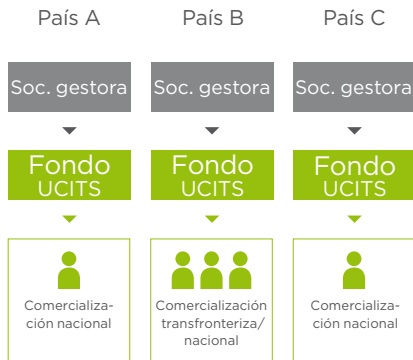 País A
País B
País C
Soc. gestora
Soc. gestora
Soc. gestora
Fondo
UCITS
Fondo
UCITS
Fondo
UCITS
Comercializa-
ción nacional
Comercialización
transfronteriza/
nacional
Comercializa-
ción nacional